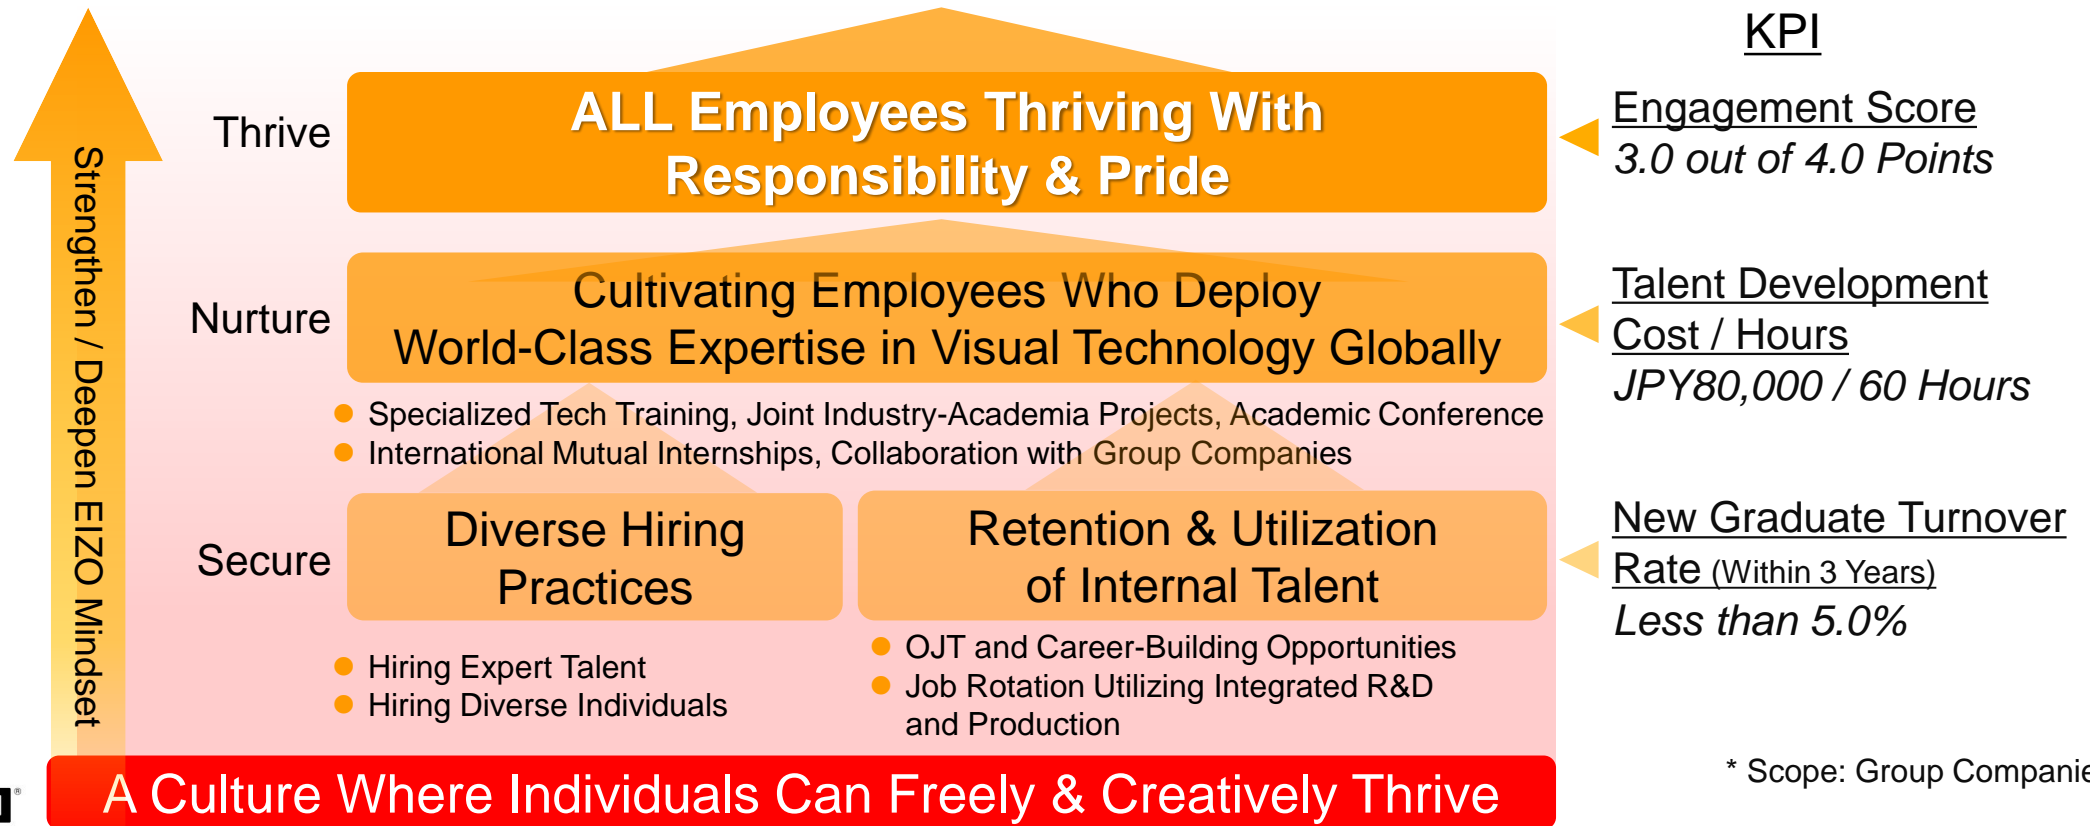 KPI
Strengthen / Deepen EIZO Mindset
Thrive
ALL Employees Thriving With
Responsibility & Pride
Engagement Score
3.0 out of 4.0 Points
Nurture
Cultivating Employees Who Deploy
World-Class Expertise in Visual Technology Globally
Talent Development
Cost / Hours
JPY80,000 / 60 Hours
● Specialized Tech Training, Joint Industry-Academia Projects, Academic Conference
● International Mutual Internships, Collaboration with Group Companies
Secure
Diverse Hiring
Practices
● Hiring Expert Talent
● Hiring Diverse Individuals
Retention & Utilization
of Internal Talent
● OJT and Career-Building Opportunities
● Job Rotation Utilizing Integrated R&D
and Production
New Graduate Turnover
Rate (Within 3 Years)
Less than 5.0%
A Culture Where Individuals Can Freely & Creatively Thrive
* Scope: Group Companie
®